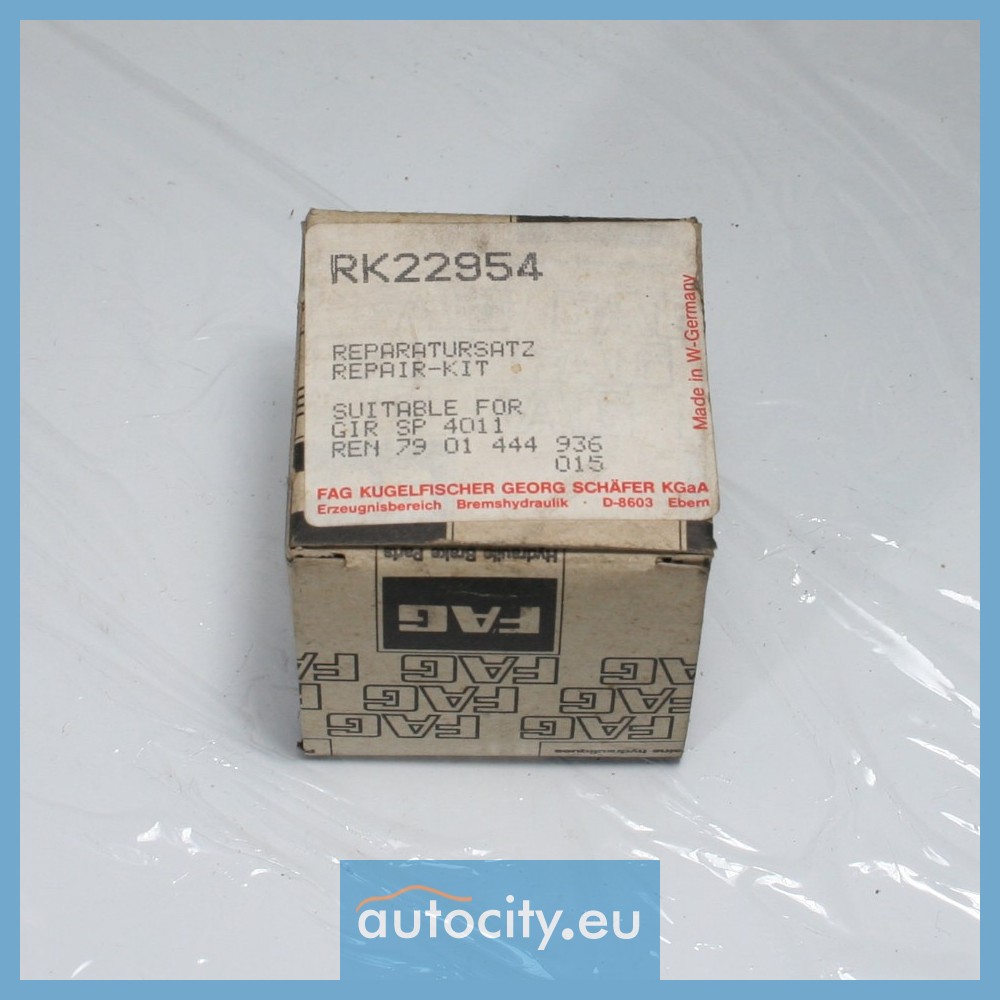 RK22954
REPARATURSATZ
REPAIR-KIT
SUITABLE FOR
GIR SP 4011
REN 79 01 444 936
015
Made in W-Germany
FAG KUGELFISCHER GEORG SCHÄFER KGaA
Erzeugnisbereich Bremshydraulik · D-8603 Ebern
Hydraulic Brake Parts
FAG
FAG FAG FAG
FAG FAG
FAG FAG FAG
autocity.eu